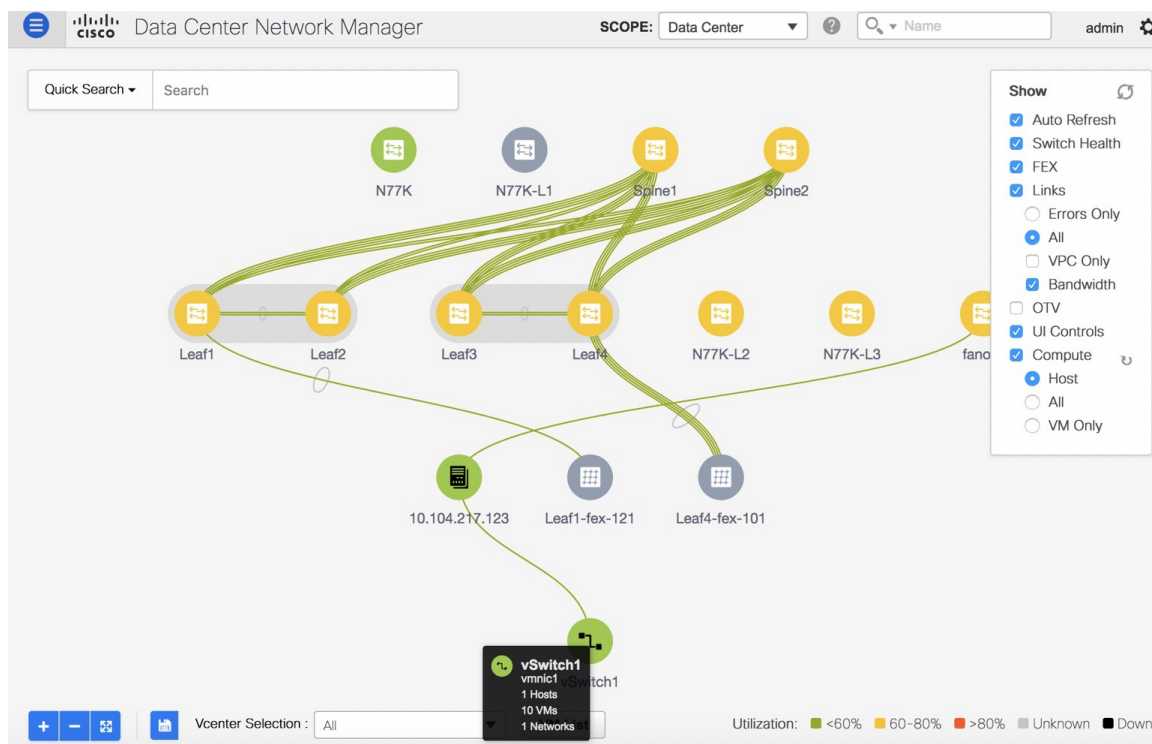 cisco Data Center Network Manager SCOPE: Data Center Name admin
Quick Search Search
Show
Auto Refresh
Switch Health
FEX
Links
Errors Only
All
VPC Only
Bandwidth
OTV
UI Controls
Compute
Host
All
VM Only
N77K N77K-L1 Spine1 Spine2
Leaf1 Leaf2 Leaf3 Leaf4 N77K-L2 N77K-L3 fano
10.104.217.123 Leaf1-fex-121 Leaf4-fex-101
vSwitch1
vSwitch1
vmnic1
1 Hosts
10 VMs
1 Networks
Vcenter Selection : All
Utilization: <60% 60-80% >80% Unknown Down